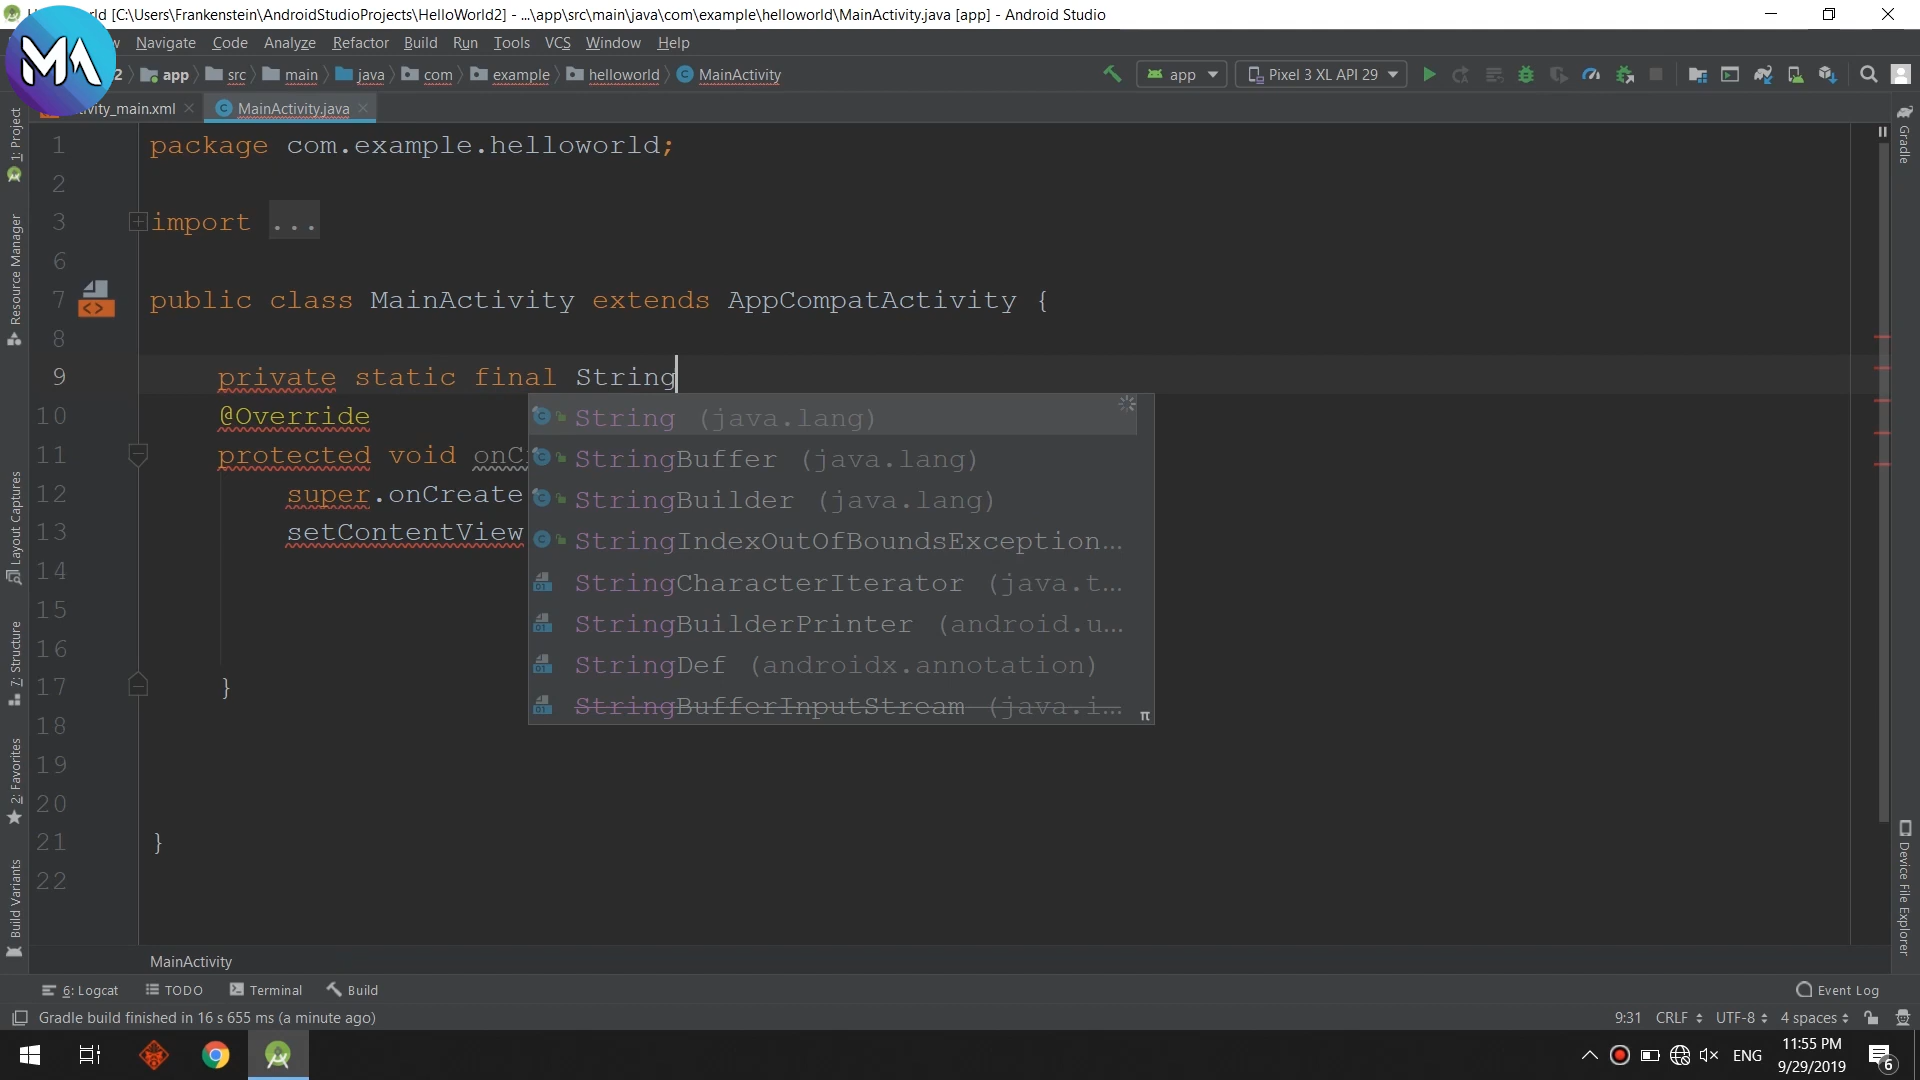 World [C:\Users\Frankenstein\AndroidStudioProjects\HelloWorld2] - ...\app\src\main\java\com\example\helloworld\MainActivity.java [app] - Android Studio
MA
Navigate Code Analyze Refactor Build Run Tools VCS Window Help
2 app src main java com example helloworld MainActivity
app Pixel 3 XL API 29
ivity_main.xml MainActivity.java
1 package com.example.helloworld;
2
3 import ...
6
7 public class MainActivity extends AppCompatActivity {
8
9 private static final String
10 @Override
11 protected void onC
12 super.onCreate
13 setContentView
14
15
16
17 }
18
19
20
21 }
22
String (java.lang)
StringBuffer (java.lang)
StringBuilder (java.lang)
StringIndexOutOfBoundsException...
StringCharacterIterator (java.t...
StringBuilderPrinter (android.u...
StringDef (androidx.annotation)
StringBufferInputStream (java.i...
π
1: Project
Resource Manager
Layout Captures
7: Structure
2: Favorites
Build Variants
Gradle
Device File Explorer
MainActivity
6: Logcat TODO Terminal Build Event Log
Gradle build finished in 16 s 655 ms (a minute ago) 9:31 CRLF UTF-8 4 spaces
ENG 11:55 PM
9/29/2019
6